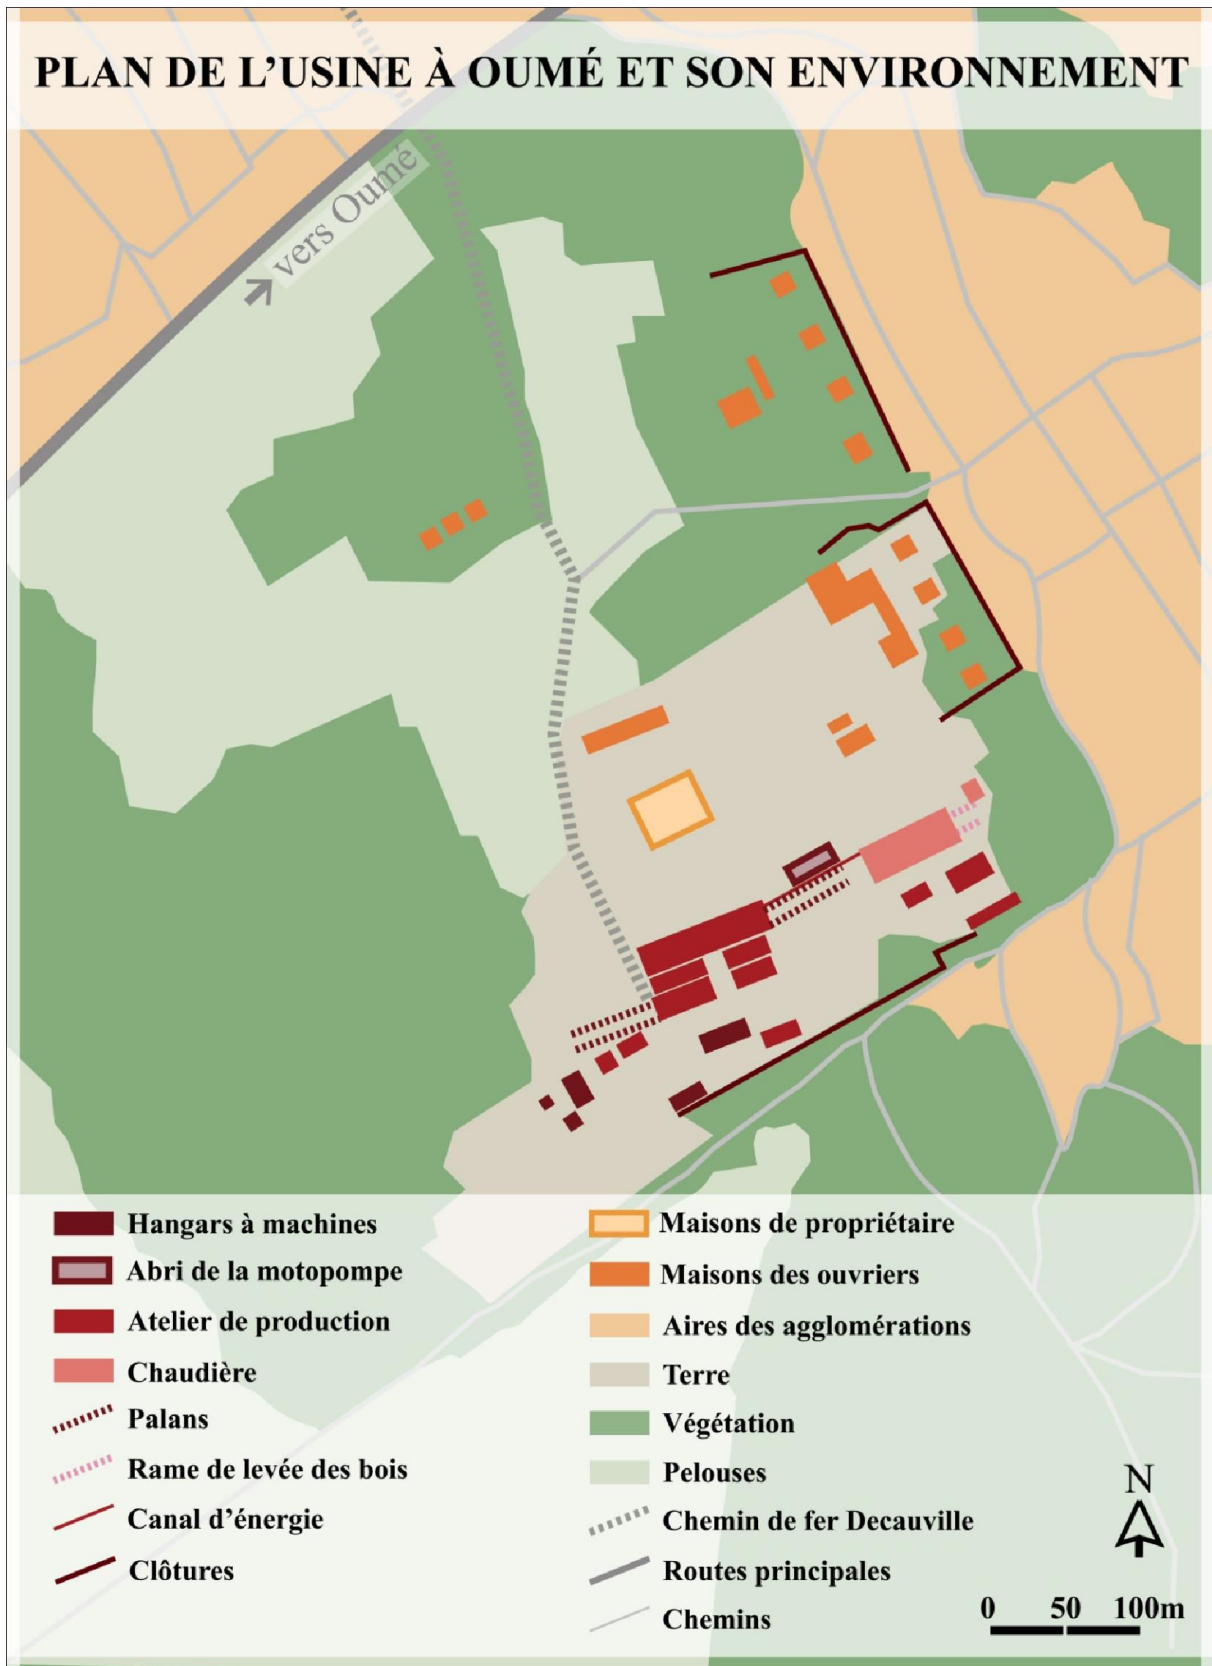 PLAN DE L'USINE À OUMÉ ET SON ENVIRONNEMENT
vers Oumé
Hangars à machines
Abri de la motopompe
Atelier de production
Chaudière
Palans
Rame de levée des bois
Canal d'énergie
Clôtures
Maisons de propriétaire
Maisons des ouvriers
Aires des agglomérations
Terre
Végétation
Pelouses
Chemin de fer Decauville
Routes principales
Chemins
N
0 50 100m